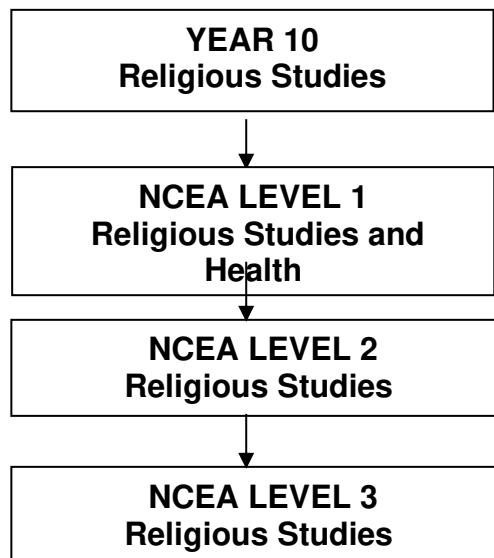 YEAR 10
Religious Studies
NCEA LEVEL 1
Religious Studies and
Health
NCEA LEVEL 2
Religious Studies
NCEA LEVEL 3
Religious Studies